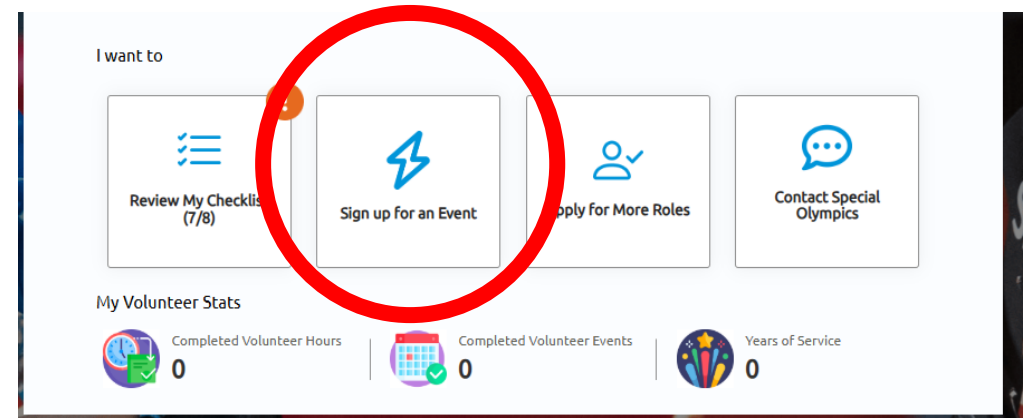 I want to
Review My Checklis
(7/8)
Sign up for an Event
pply for More Roles
Contact Special
Olympics
My Volunteer Stats
Completed Volunteer Hours
0
Completed Volunteer Events
0
Years of Service
0